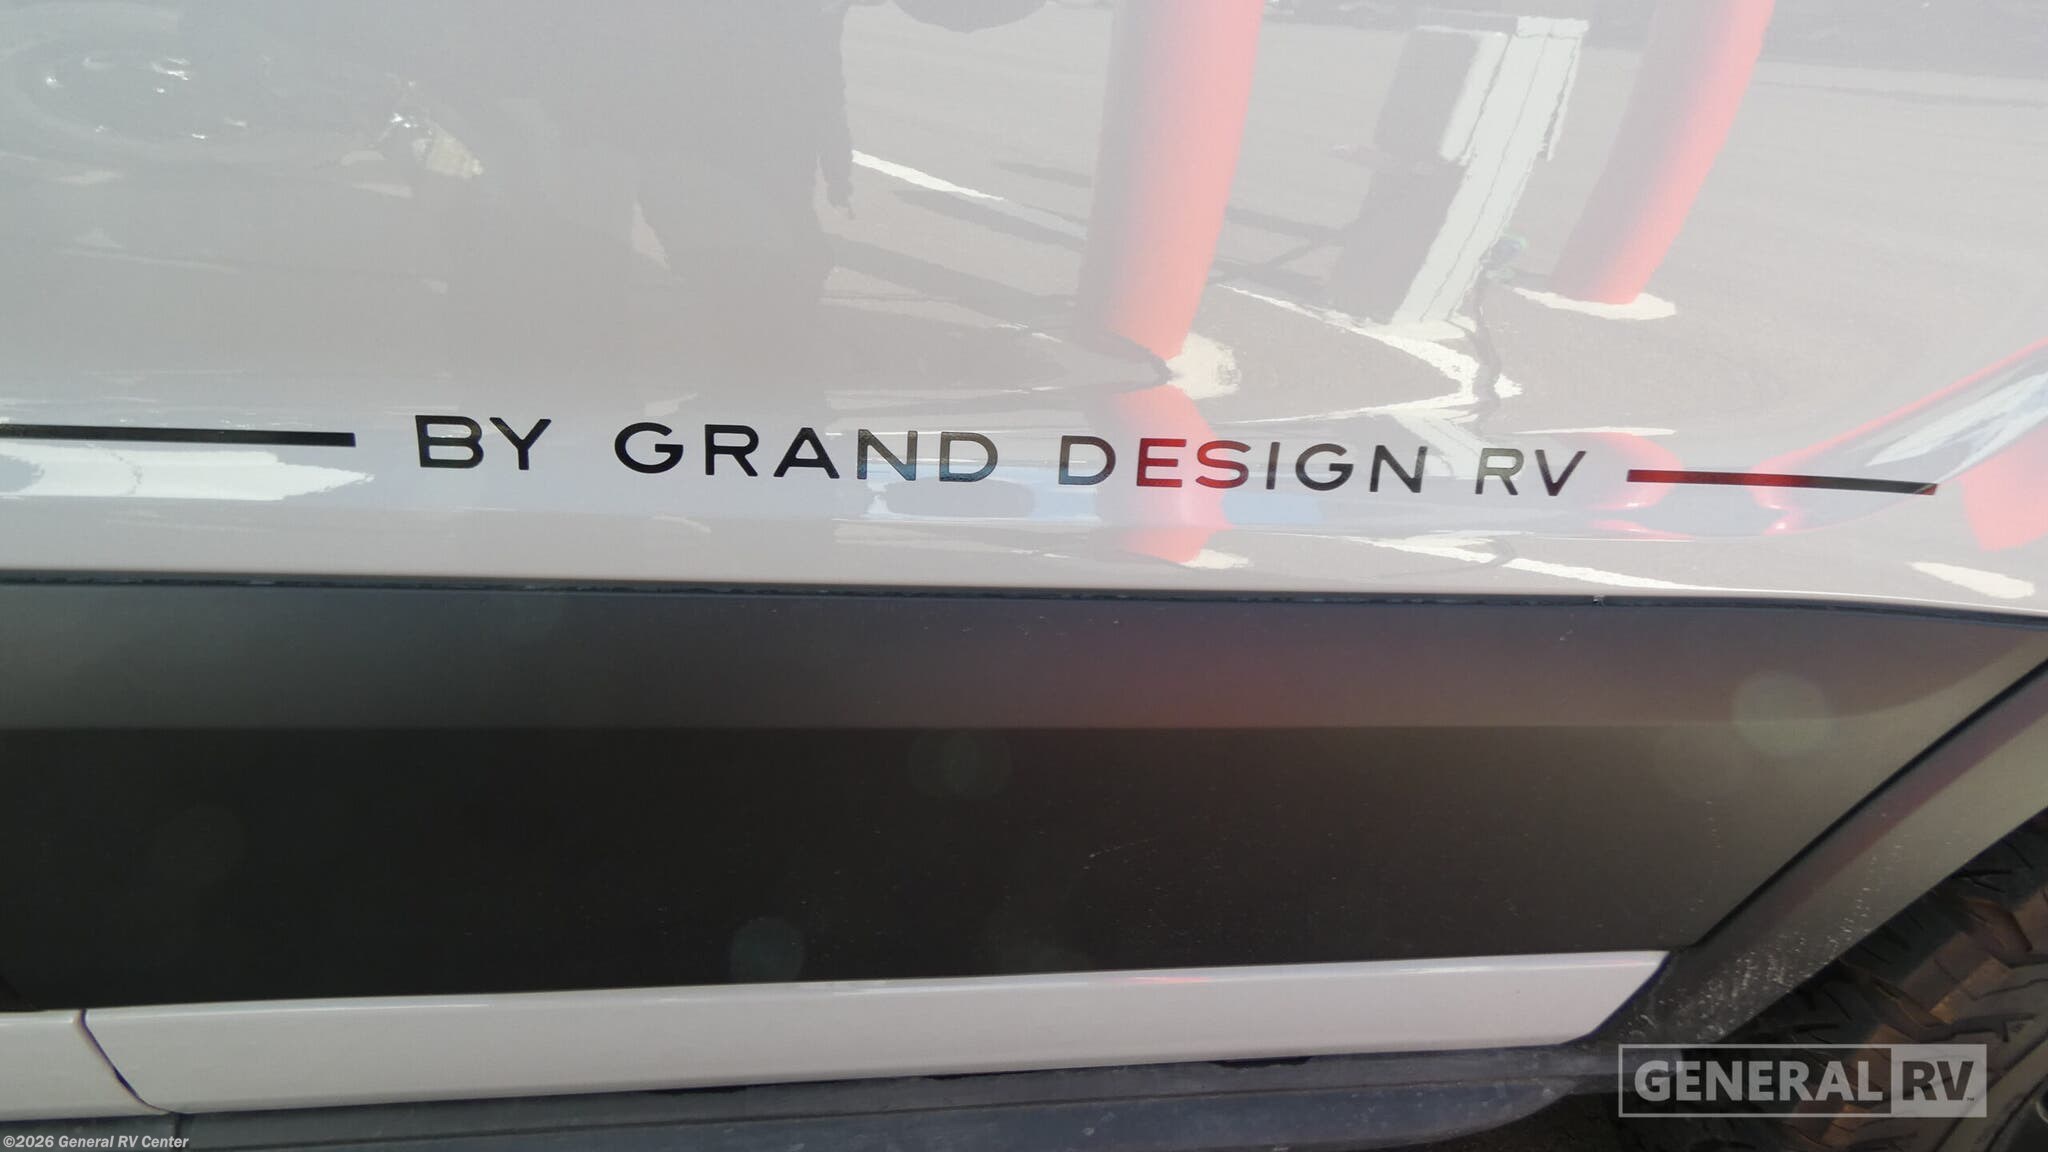 BY GRAND DESIGN RV
GENERAL RV
©2026 General RV Center